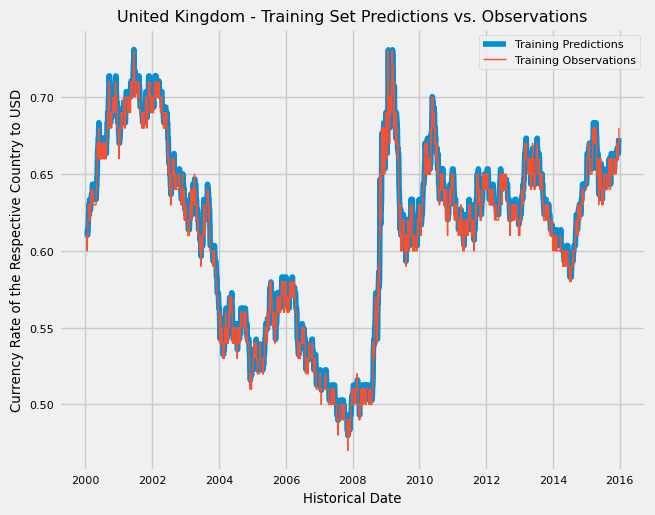 United Kingdom - Training Set Predictions vs. Observations
Training Predictions
Training Observations
Currency Rate of the Respective Country to USD
0.70
0.65
0.60
0.55
0.50
2000 2002 2004 2006 2008 2010 2012 2014 2016
Historical Date